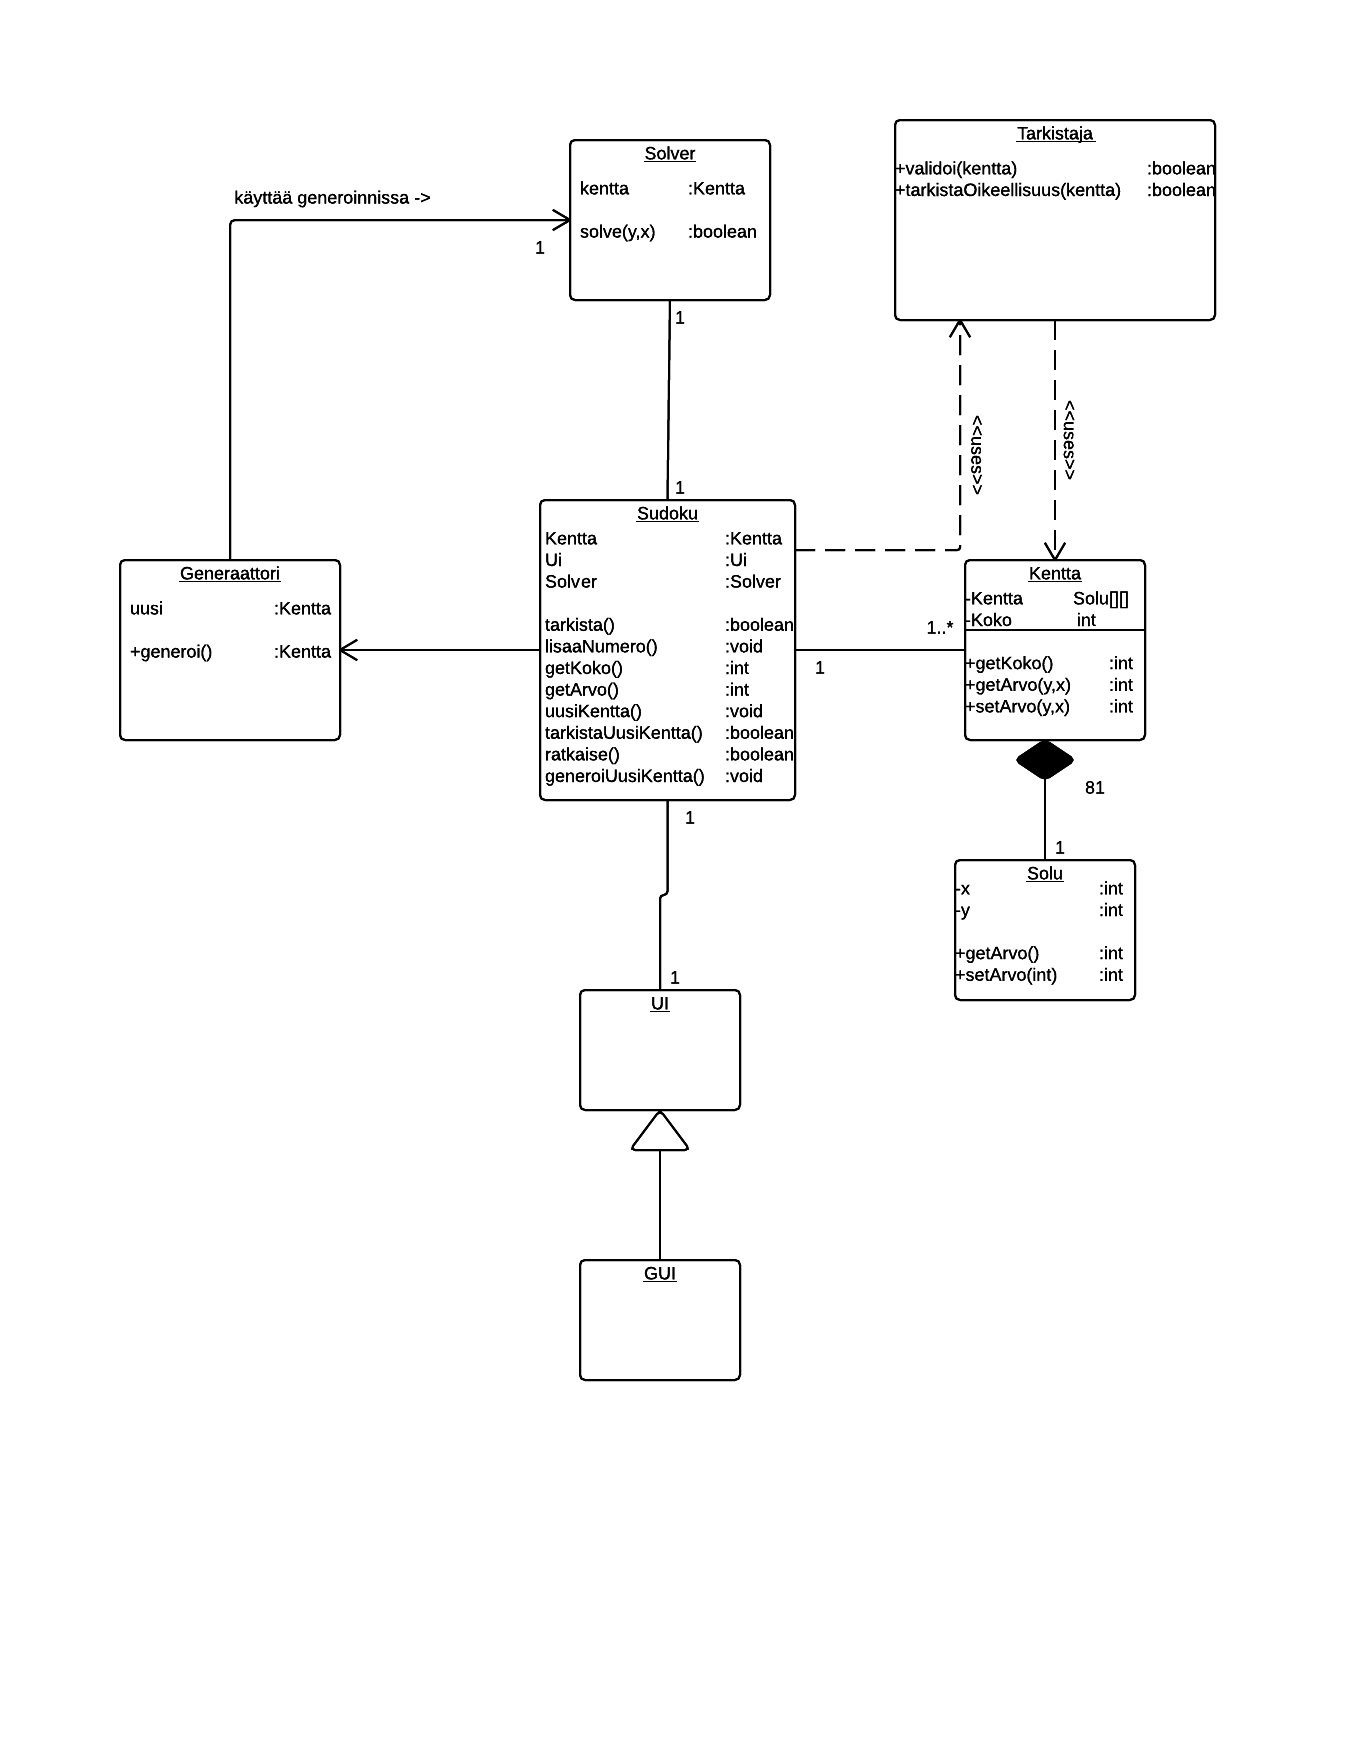 Tarkistaja
+validoi(kentta) :boolean
+tarkistaOikeellisuus(kentta) :boolean
Solver
kentta :Kentta
solve(y,x) :boolean
käyttää generoinnissa ->
1
1
<<uses>>
<<uses>>
1
Sudoku
Kentta :Kentta
Ui :Ui
Solver :Solver
tarkista() :boolean
lisaaNumero() :void
getKoko() :int
getArvo() :int
uusiKentta() :void
tarkistaUusiKentta() :boolean
ratkaise() :boolean
generoiUusiKentta() :void
Generaattori
uusi :Kentta
+generoi() :Kentta
Kentta
-Kentta Solu[][]
-Koko int
+getKoko() :int
+getArvo(y,x) :int
+setArvo(y,x) :int
1..*
1
81
1
1
Solu
-x :int
-y :int
+getArvo() :int
+setArvo(int) :int
1
UI
GUI